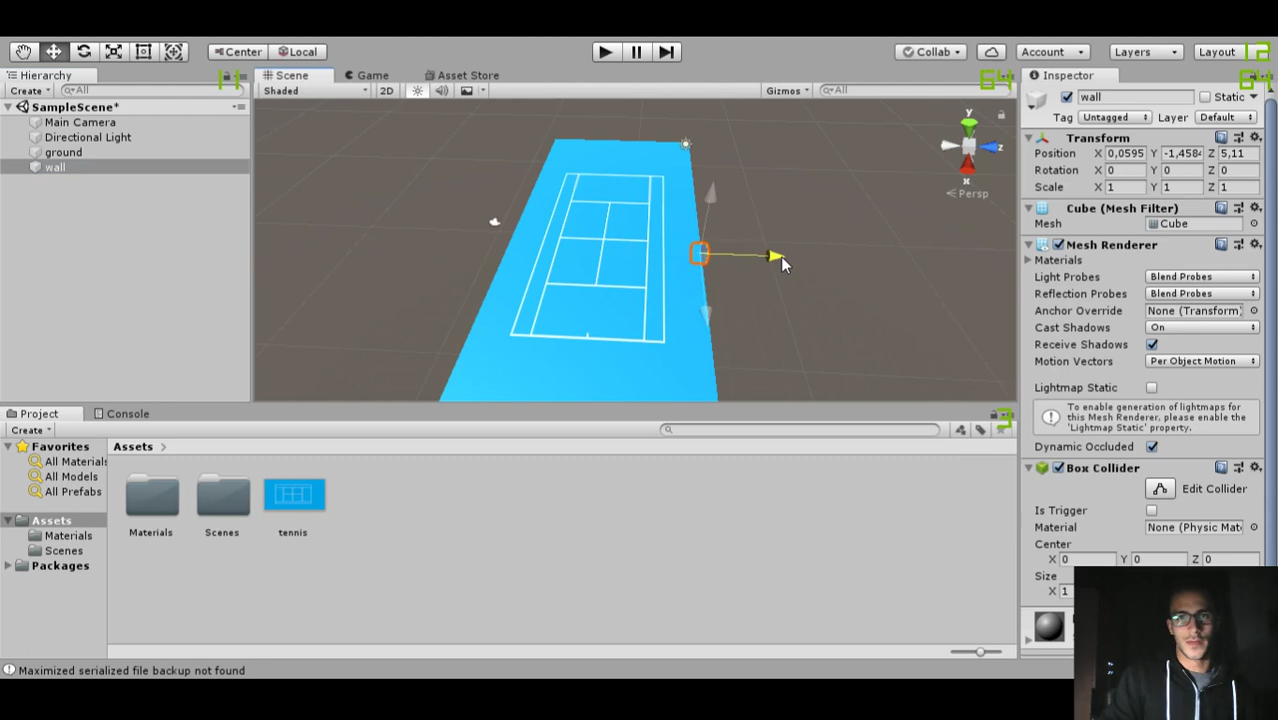 Center Local Collab Account Layers Layout 12
Hierarchy 11 Scene Game Asset Store 64 Inspector 64
Create All Shaded 2D Gizmos All wall Static
SampleScene* Tag Untagged Layer Default
Main Camera
Directional Light
ground
wall
y
z
x
Persp
Transform
Position X 0,0595 Y -1,4584 Z 5,11
Rotation X 0 Y 0 Z 0
Scale X 1 Y 1 Z 1
Cube (Mesh Filter)
Mesh Cube
Mesh Renderer
Materials
Light Probes Blend Probes
Reflection Probes Blend Probes
Anchor Override None (Transform)
Cast Shadows On
Receive Shadows
Motion Vectors Per Object Motion
Lightmap Static
To enable generation of lightmaps for
this Mesh Renderer, please enable the
'Lightmap Static' property.
Dynamic Occluded
Box Collider
Edit Collider
Is Trigger
Material None (Physic Mat
Center
X 0 Y 0 Z 0
Size
X 1
Project Console 3
Create
Favorites
All Materials
All Models
All Prefabs
Assets
Materials
Scenes
Packages
Assets
Materials Scenes tennis
Maximized serialized file backup not found